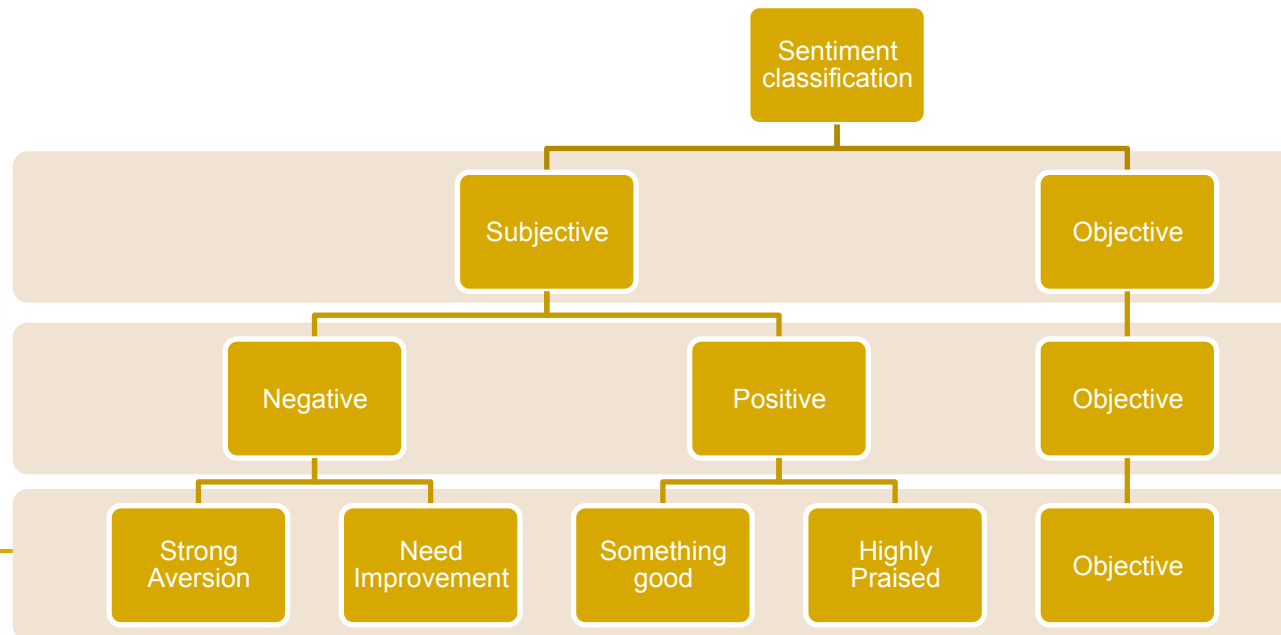 Sentiment
classification
Subjective
Objective
Negative
Positive
Objective
Strong
Aversion
Need
Improvement
Something
good
Highly
Praised
Objective